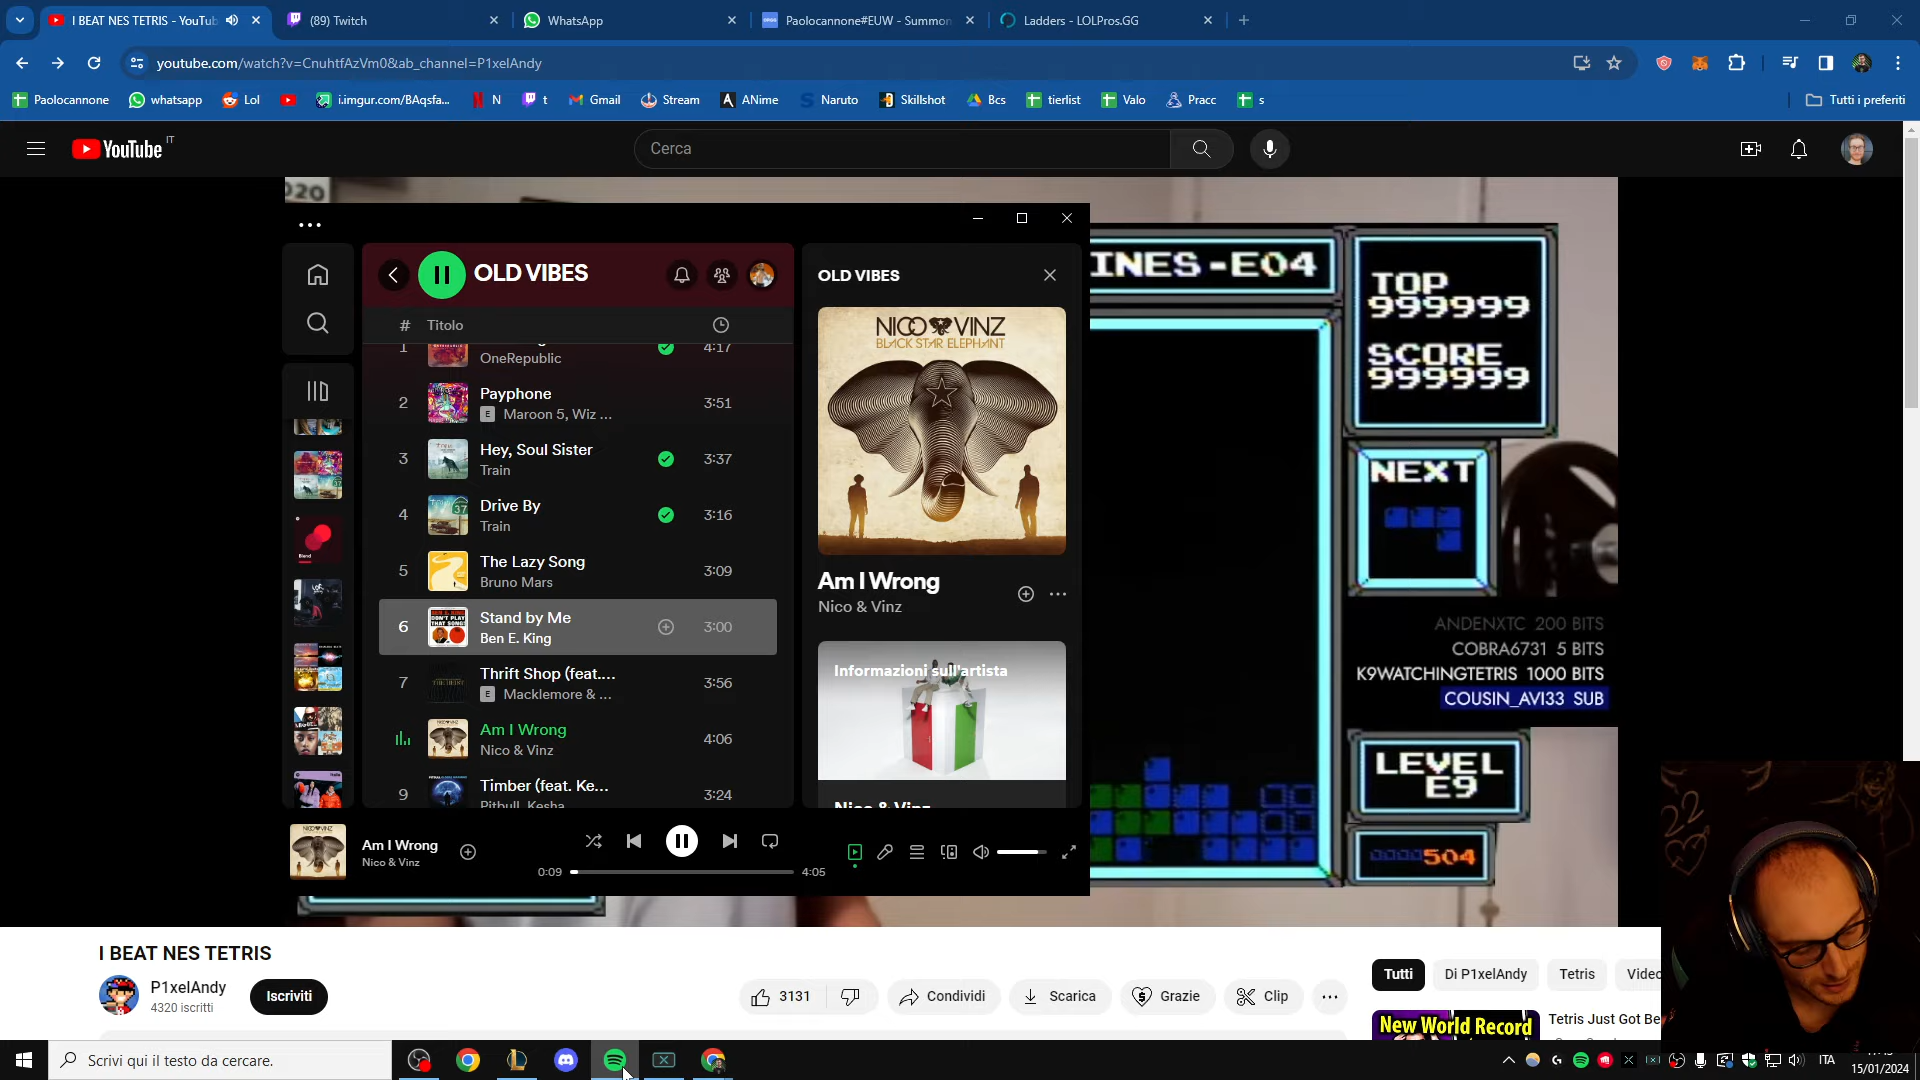 I BEAT NES TETRIS - YouTub
(89) Twitch
WhatsApp
Paolocannone#EUW - Summon
Ladders - LOLPros.GG
youtube.com/watch?v=CnuhtfAzVm0&ab_channel=P1xelAndy
Paolocannone
whatsapp
Lol
i.imgur.com/BAqsfa...
N
t
Gmail
Stream
ANime
Naruto
Skillshot
Bcs
tierlist
Valo
Pracc
s
Tutti i preferiti
YouTube IT
Cerca
OLD VIBES
# Titolo
1
OneRepublic
4:17
2 Payphone
E Maroon 5, Wiz ...
3:51
3 Hey, Soul Sister
Train
3:37
4 Drive By
Train
3:16
5 The Lazy Song
Bruno Mars
3:09
6 Stand by Me
Ben E. King
3:00
7 Thrift Shop (feat....
E Macklemore & ...
3:56
Am I Wrong
Nico & Vinz
4:06
9 Timber (feat. Ke...
Pitbull, Kesha
3:24
OLD VIBES
NICO VINZ
BLACK STAR ELEPHANT
Am I Wrong
Nico & Vinz
Informazioni sull'artista
Nico & Vinz
Am I Wrong
Nico & Vinz
0:09
4:05
INES-E04
TOP
999999
SCORE
999999
NEXT
ANDENXTC 200 BITS
COBRA6731 5 BITS
K9WATCHINGTETRIS 1000 BITS
COUSIN_AVI33 SUB
LEVEL
E9
504
I BEAT NES TETRIS
P1xelAndy
4320 iscritti
Iscriviti
3131
Condividi
Scarica
Grazie
Clip
Tutti
Di P1xelAndy
Tetris
Video
New World Record
Tetris Just Got Be
Scrivi qui il testo da cercare.
ITA
15/01/2024